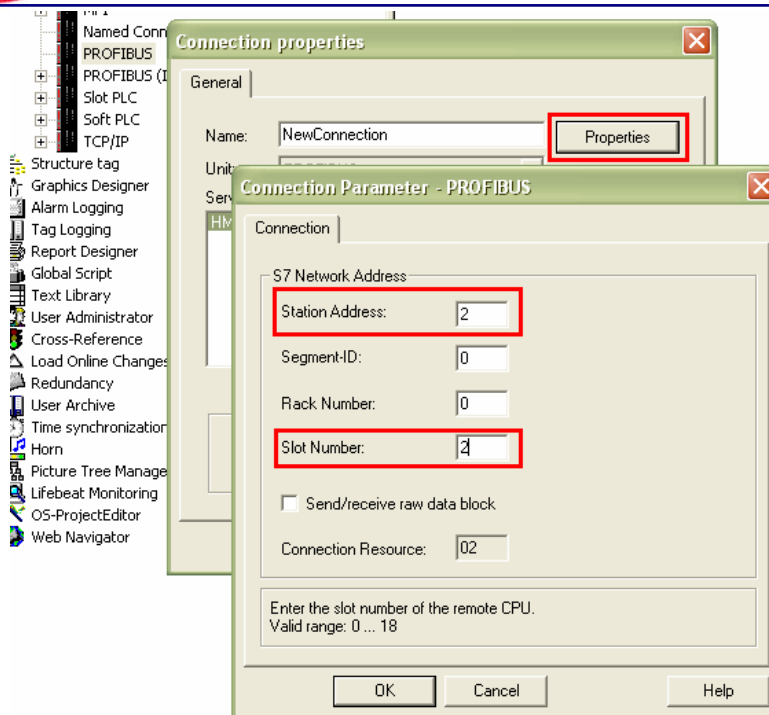 Named Conn
PROFIBUS
PROFIBUS (I
Slot PLC
Soft PLC
TCP/IP
Structure tag
Graphics Designer
Alarm Logging
Tag Logging
Report Designer
Global Script
Text Library
User Administrator
Cross-Reference
Load Online Changes
Redundancy
User Archive
Time synchronization
Horn
Picture Tree Manage
Lifebeat Monitoring
OS-ProjectEditor
Web Navigator
Connection properties
General
Name: NewConnection Properties
Unit:
Serv
HM
Connection Parameter - PROFIBUS
Connection
S7 Network Address
Station Address: 2
Segment-ID: 0
Rack Number: 0
Slot Number: 2
Send/receive raw data block
Connection Resource: 02
Enter the slot number of the remote CPU.
Valid range: 0 ... 18
OK Cancel Help